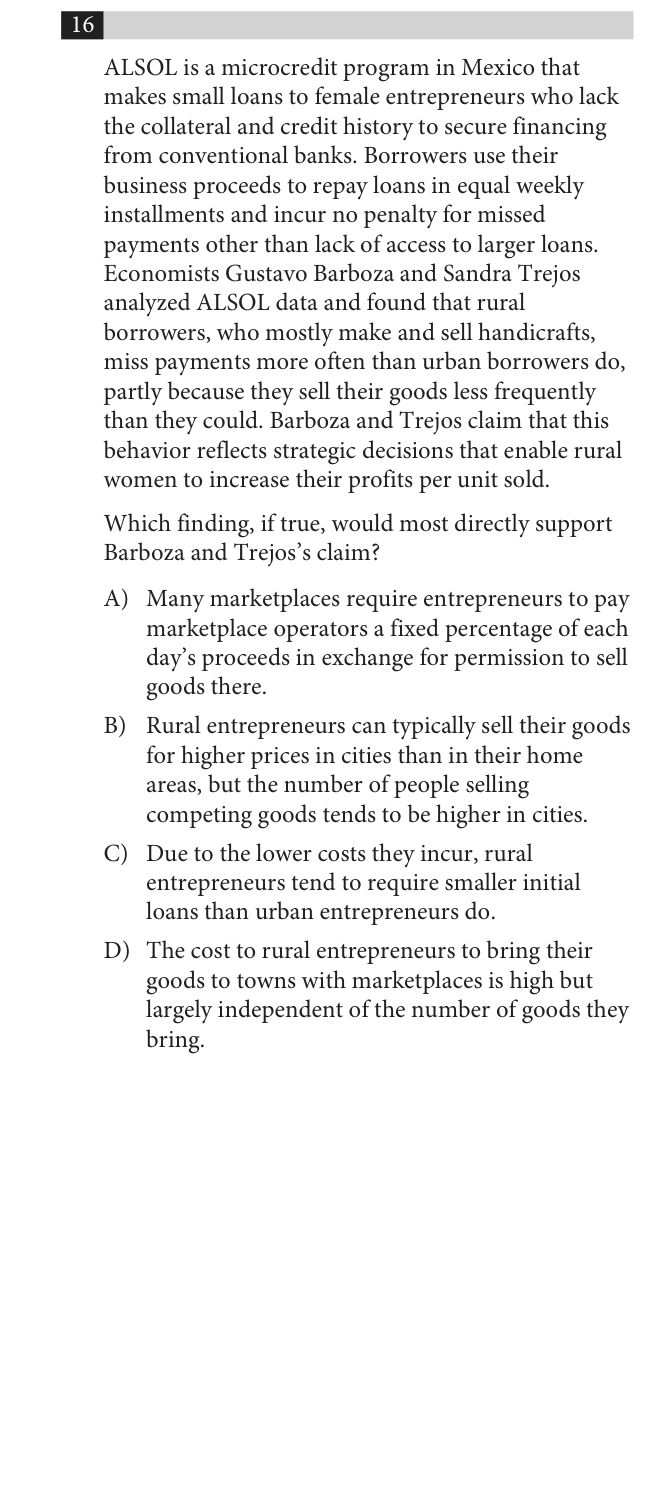 16
ALSOL is a microcredit program in Mexico that
makes small loans to female entrepreneurs who lack
the collateral and credit history to secure financing
from conventional banks. Borrowers use their
business proceeds to repay loans in equal weekly
installments and incur no penalty for missed
payments other than lack of access to larger loans.
Economists Gustavo Barboza and Sandra Trejos
analyzed ALSOL data and found that rural
borrowers, who mostly make and sell handicrafts,
miss payments more often than urban borrowers do,
partly because they sell their goods less frequently
than they could. Barboza and Trejos claim that this
behavior reflects strategic decisions that enable rural
women to increase their profits per unit sold.
Which finding, if true, would most directly support
Barboza and Trejos’s claim?
A) Many marketplaces require entrepreneurs to pay
marketplace operators a fixed percentage of each
day’s proceeds in exchange for permission to sell
goods there.
B) Rural entrepreneurs can typically sell their goods
for higher prices in cities than in their home
areas, but the number of people selling
competing goods tends to be higher in cities.
C) Due to the lower costs they incur, rural
entrepreneurs tend to require smaller initial
loans than urban entrepreneurs do.
D) The cost to rural entrepreneurs to bring their
goods to towns with marketplaces is high but
largely independent of the number of goods they
bring.